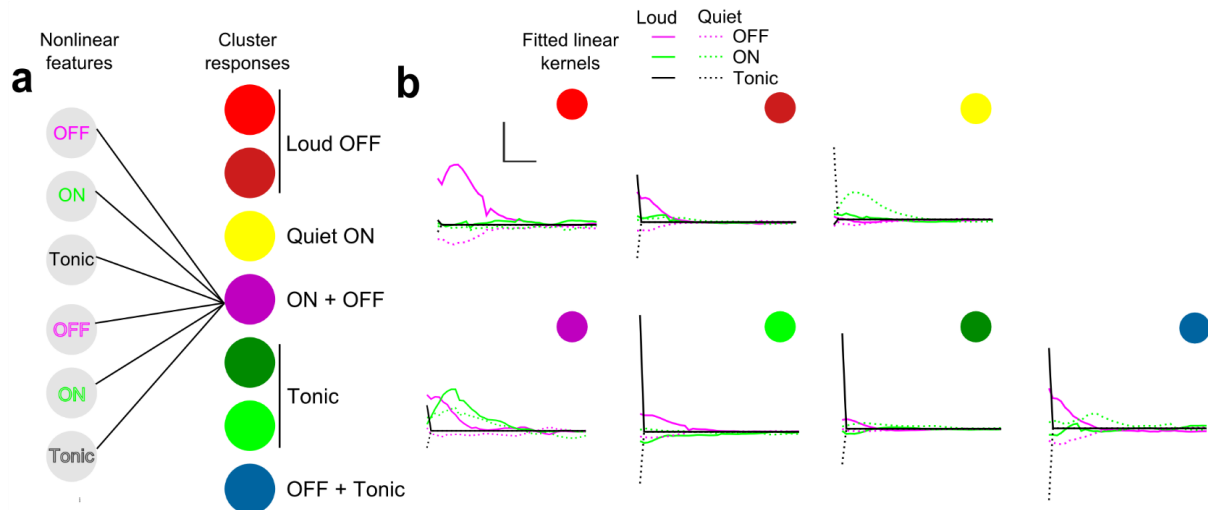 a
Nonlinear
features
Cluster
responses
OFF
ON
Tonic
OFF
ON
Tonic
Loud OFF
Quiet ON
ON + OFF
Tonic
OFF + Tonic
b
Fitted linear
kernels
Loud Quiet
OFF
ON
Tonic